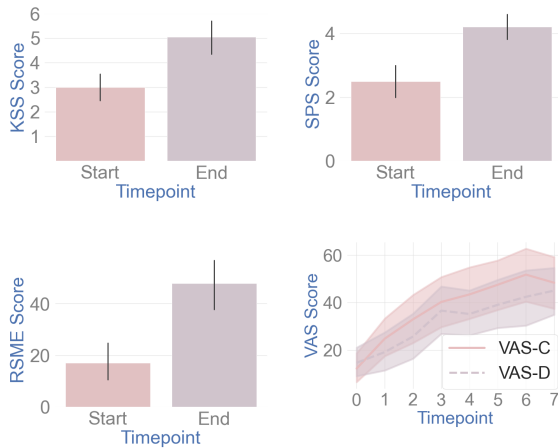 KSS Score
6
5
4
3
2
1
Start End
Timepoint
SPS Score
4
2
0
Start End
Timepoint
RSME Score
40
20
0
Start End
Timepoint
VAS Score
60
40
20
VAS-C
VAS-D
0 1 2 3 4 5 6 7
Timepoint